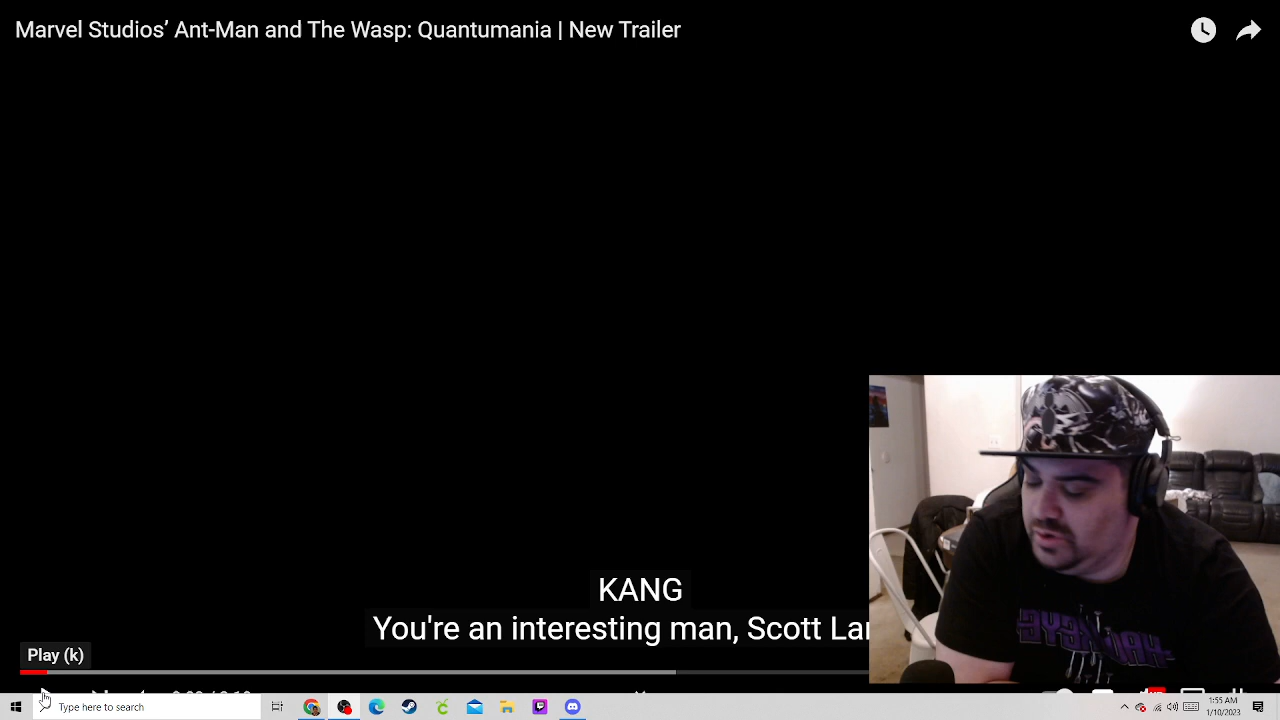 Marvel Studios’ Ant-Man and The Wasp: Quantumania | New Trailer
KANG
You're an interesting man, Scott
Play (k)
Type here to search
1:55 AM
1/10/2023